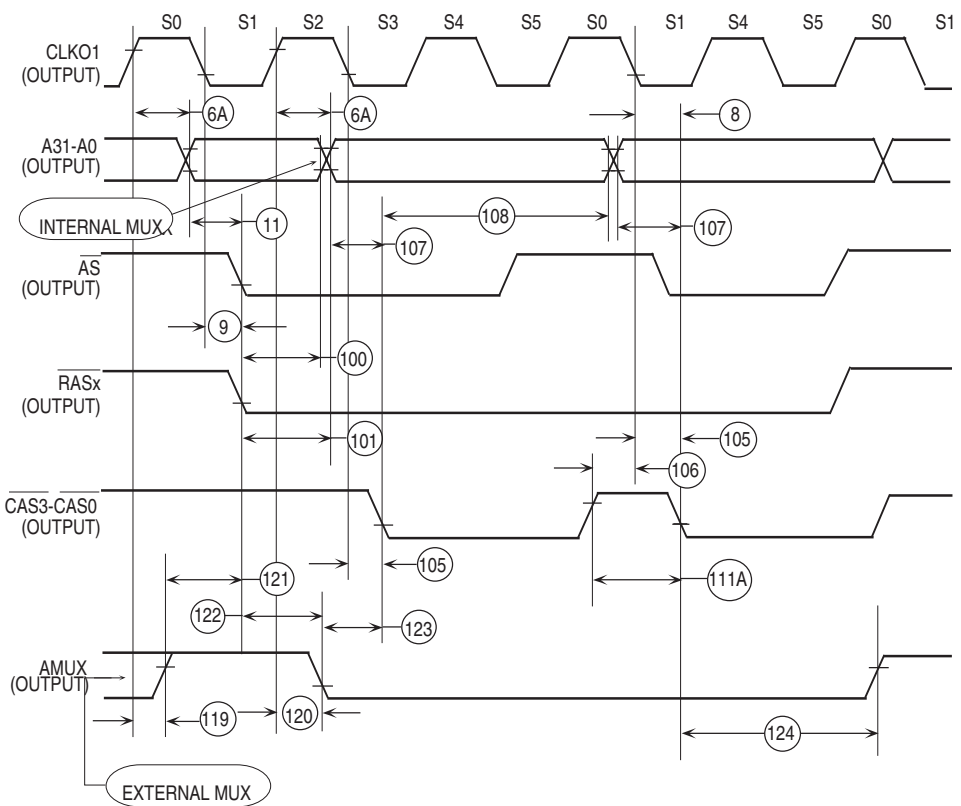 S0 S1 S2 S3 S4 S5 S0 S1 S4 S5 S0 S1
CLKO1
(OUTPUT)
6A 6A 8
A31-A0
(OUTPUT)
INTERNAL MUX
11 108
107 107
AS
(OUTPUT)
9
100
RASx
(OUTPUT)
101 105
106
CAS3-CAS0
(OUTPUT)
121 105 111A
122 123
AMUX
(OUTPUT)
119 120 124
EXTERNAL MUX